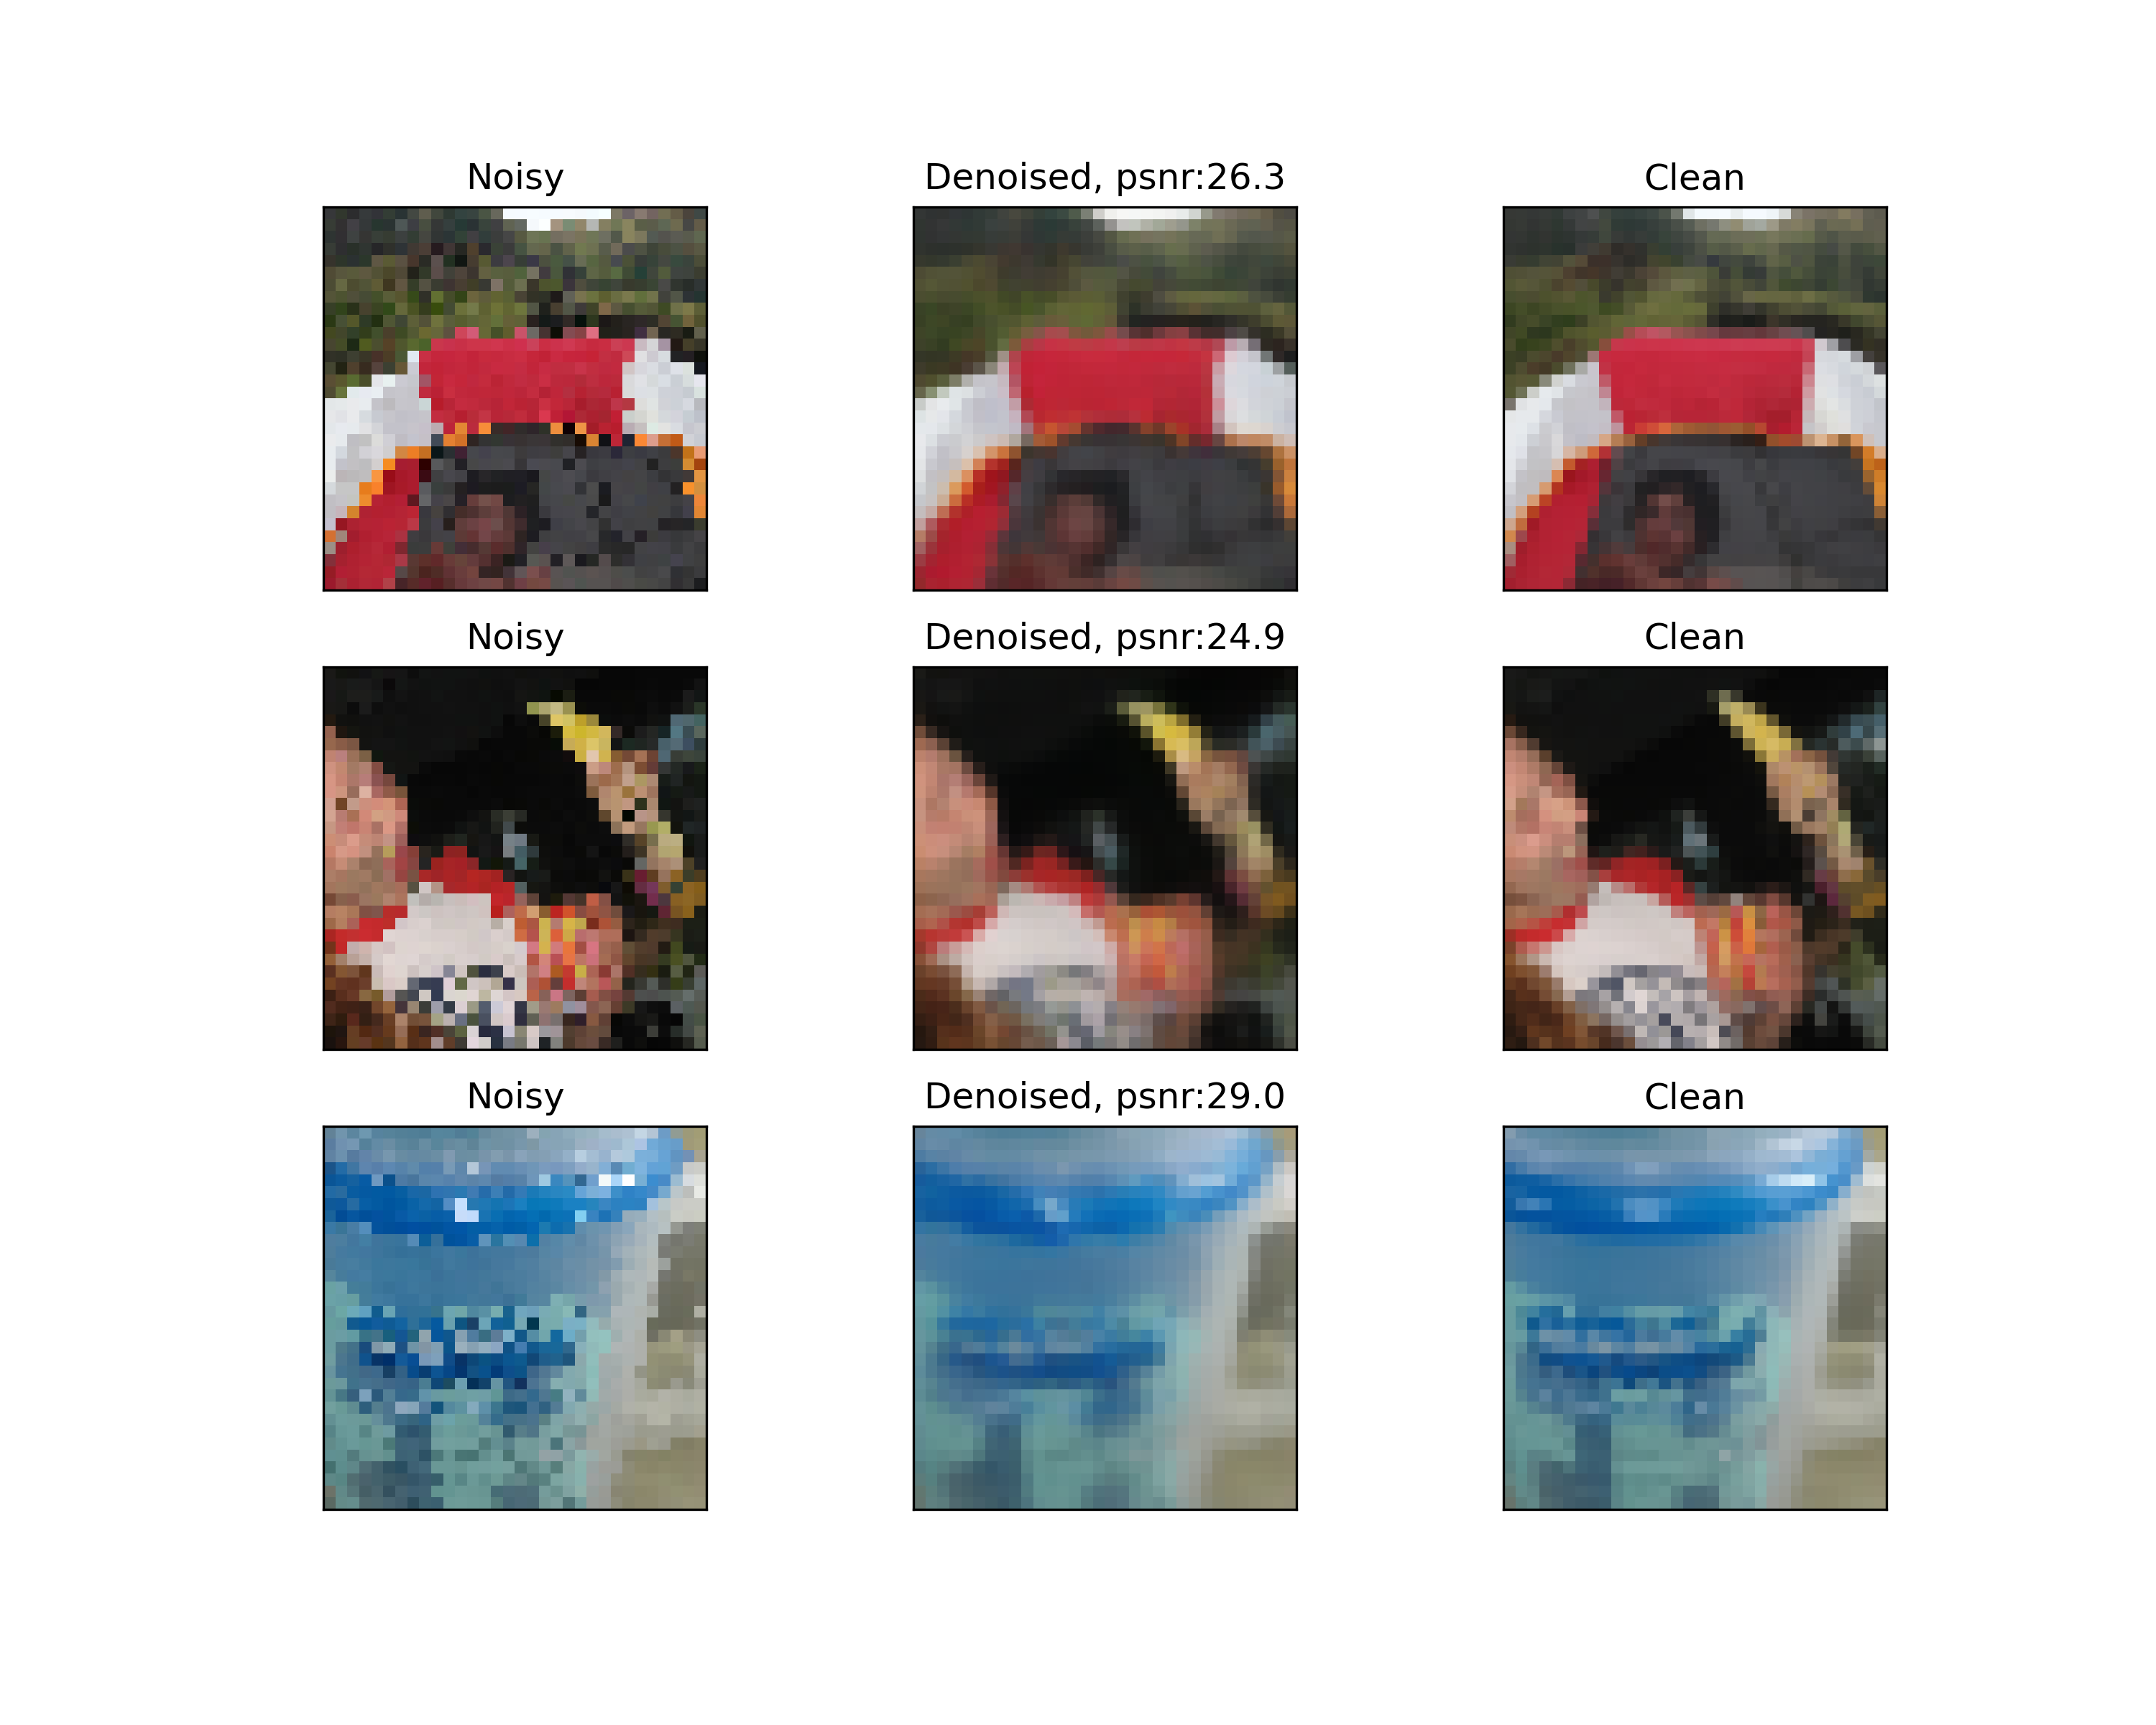 Noisy
Denoised, psnr:26.3
Clean
Noisy
Denoised, psnr:24.9
Clean
Noisy
Denoised, psnr:29.0
Clean